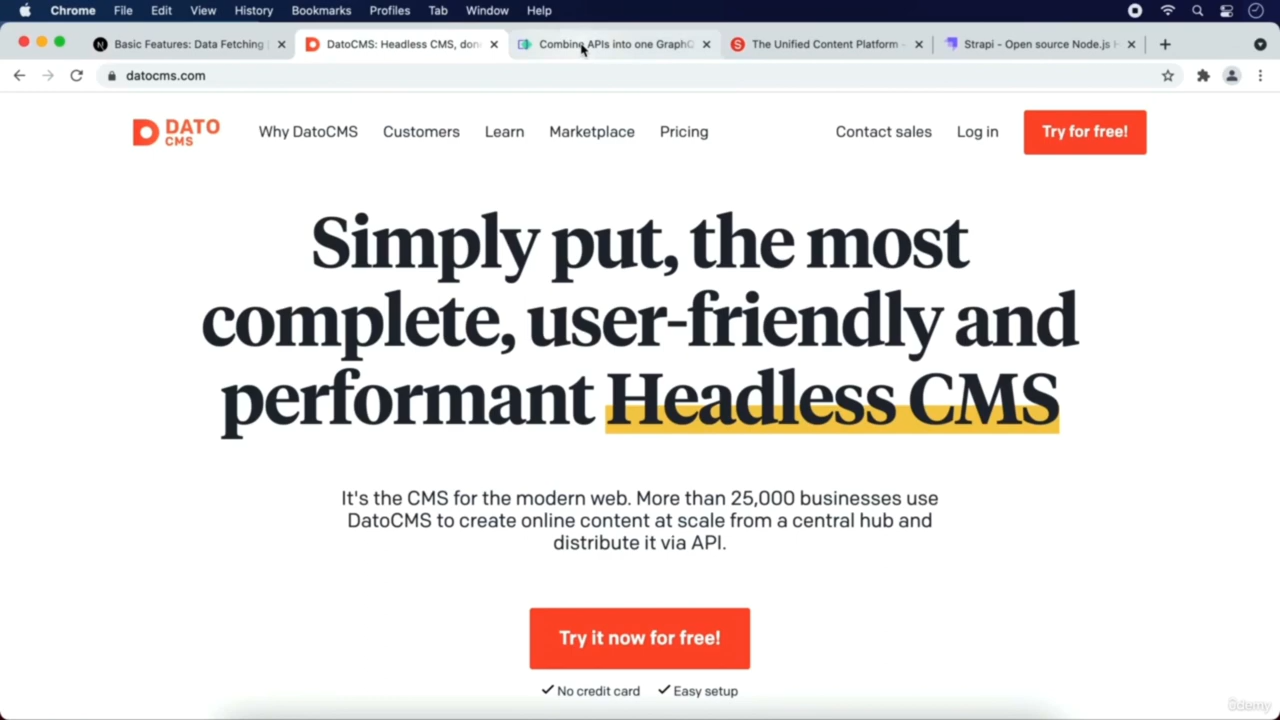 Chrome File Edit View History Bookmarks Profiles Tab Window Help
Basic Features: Data Fetching
DatoCMS: Headless CMS, don
Combining APIs into one GraphQ
The Unified Content Platform -
Strapi - Open source Node.js H
datocms.com
DATO
CMS
Why DatoCMS Customers Learn Marketplace Pricing Contact sales Log in Try for free!
Simply put, the most
complete, user-friendly and
performant Headless CMS
It's the CMS for the modern web. More than 25,000 businesses use
DatoCMS to create online content at scale from a central hub and
distribute it via API.
Try it now for free!
No credit card Easy setup
ûdemy